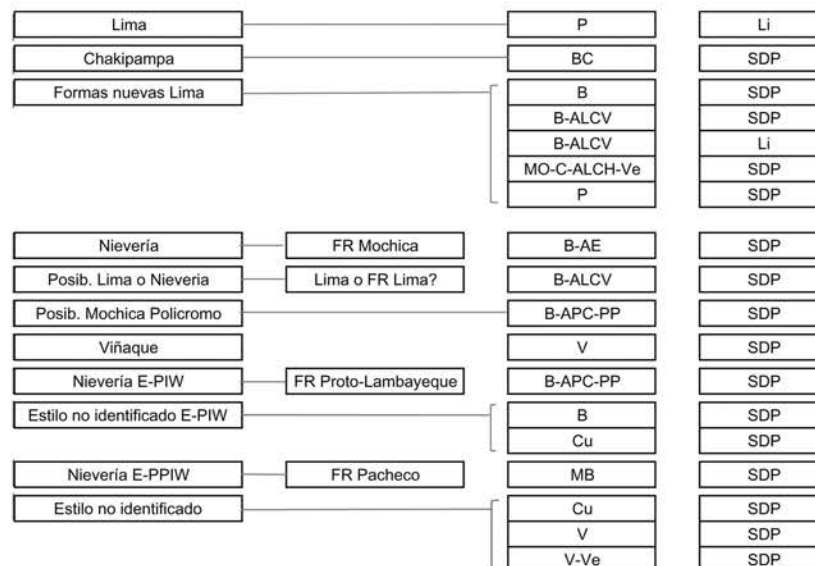 Lima P Li
Chakipampa BC SDP
Formas nuevas Lima B SDP
B-ALCV SDP
B-ALCV Li
MO-C-ALCH-Ve SDP
P SDP
Nievería FR Mochica B-AE SDP
Posib. Lima o Nieveria Lima o FR Lima? B-ALCV SDP
Posib. Mochica Policromo B-APC-PP SDP
Viñaque V SDP
Nievería E-PIW FR Proto-Lambayeque B-APC-PP SDP
Estilo no identificado E-PIW B SDP
Cu SDP
Nievería E-PPIW FR Pacheco MB SDP
Estilo no identificado Cu SDP
V SDP
V-Ve SDP